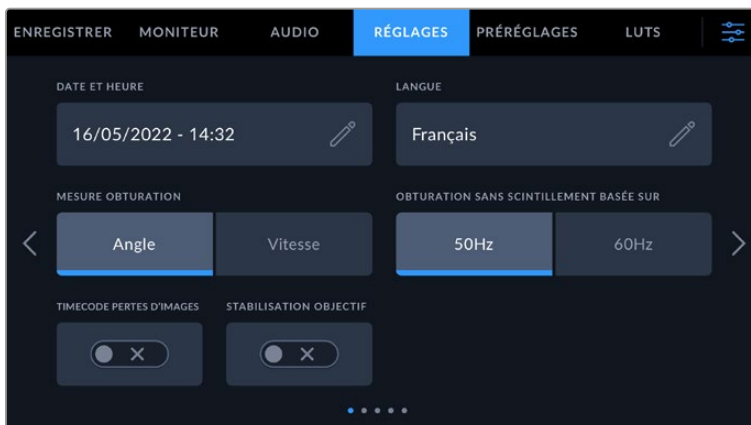 ENREGISTRER MONITEUR AUDIO RÉGLAGES PRÉRÉGLAGES LUTS
DATE ET HEURE LANGUE
16/05/2022 - 14:32 Français
MESURE OBTURATION OBTURATION SANS SCINTILLEMENT BASÉE SUR
Angle Vitesse 50Hz 60Hz
TIMECODE PERTES D'IMAGES STABILISATION OBJECTIF